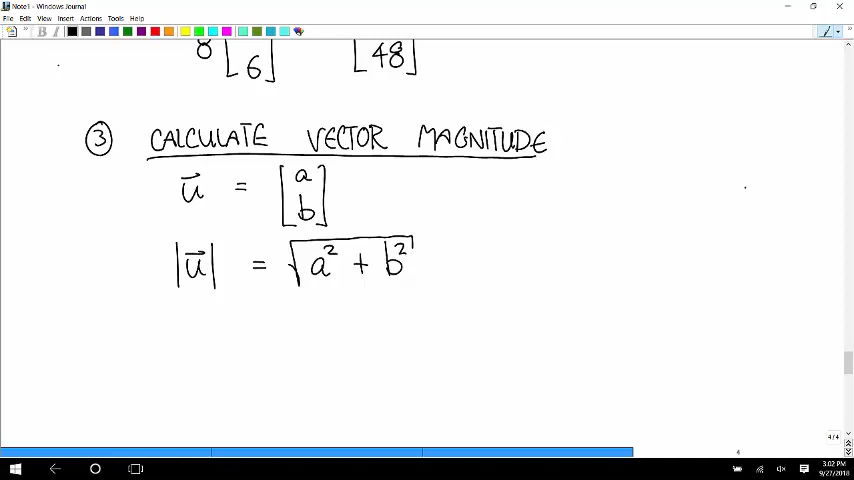 Note1 - Windows Journal
File Edit View Insert Actions Tools Help
B I
8 [ 6 ] [ 48 ]
③ CALCULATE VECTOR MAGNITUDE
u⃗ = [ a
b ]
|u⃗| = √(a² + b²)
4/4
4
3:02 PM
9/27/2018